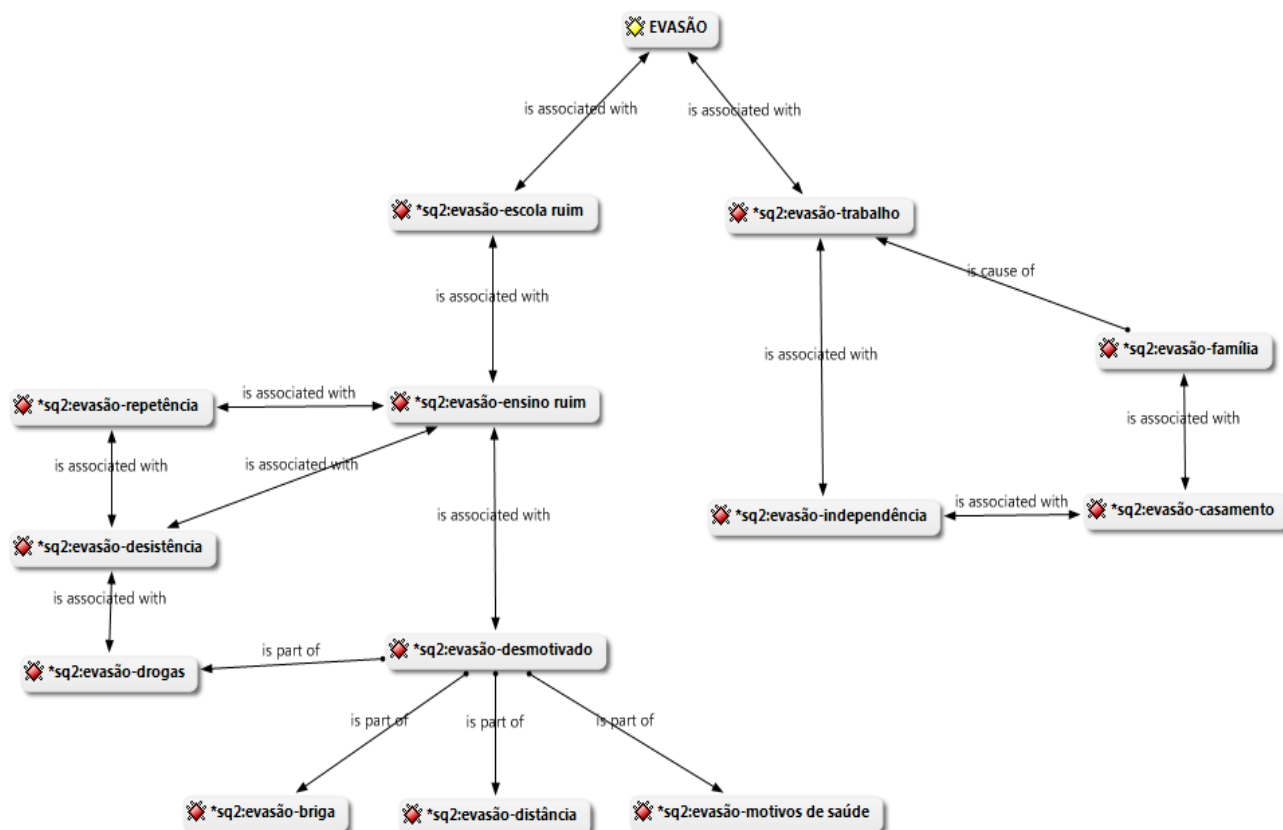 EVASÃO
is associated with
is associated with
*sq2:evasão-escola ruim
*sq2:evasão-trabalho
is cause of
is associated with
is associated with
*sq2:evasão-família
is associated with
*sq2:evasão-repetência
*sq2:evasão-ensino ruim
is associated with
is associated with
is associated with
is associated with
*sq2:evasão-independência
is associated with
*sq2:evasão-casamento
*sq2:evasão-desistência
is associated with
is part of
*sq2:evasão-desmotivado
*sq2:evasão-drogas
is part of
is part of
is part of
*sq2:evasão-briga
*sq2:evasão-distância
*sq2:evasão-motivos de saúde
is associated with